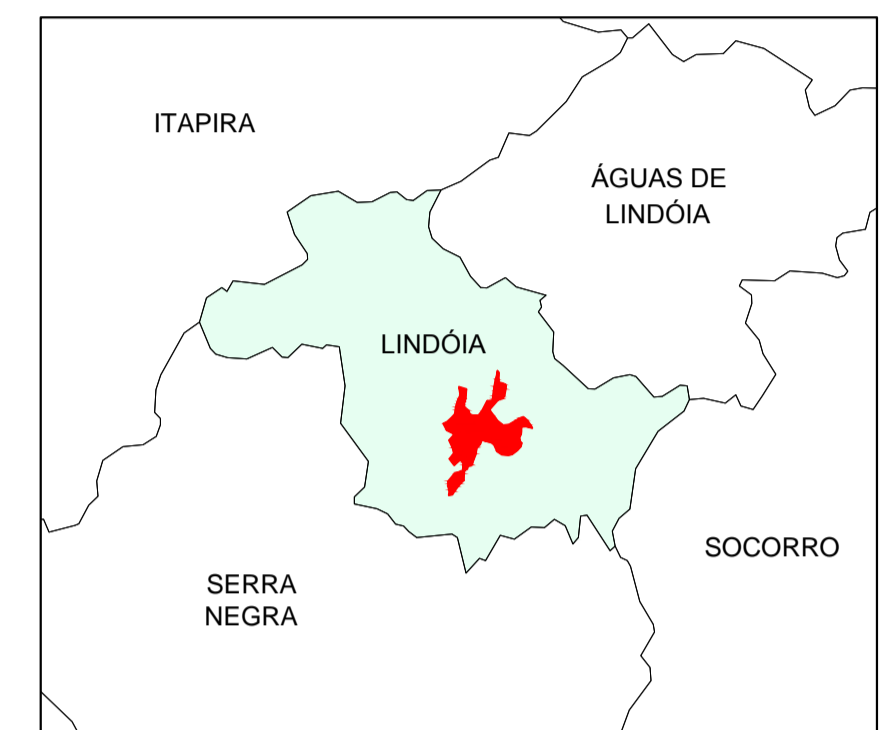 ITAPIRA
ÁGUAS DE
LINDÓIA
LINDÓIA
SOCORRO
SERRA
NEGRA